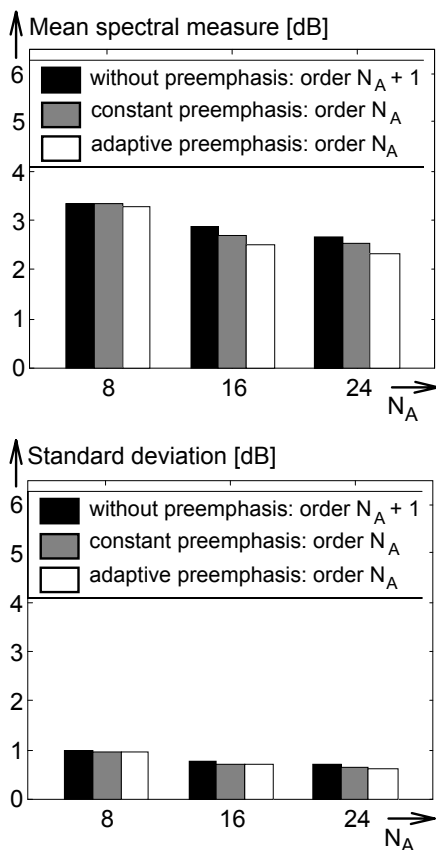 Mean spectral measure [dB]
6
without preemphasis: order N_A + 1
5
constant preemphasis: order N_A
adaptive preemphasis: order N_A
4
3
2
1
0
8 16 24
N_A
Standard deviation [dB]
6
without preemphasis: order N_A + 1
5
constant preemphasis: order N_A
adaptive preemphasis: order N_A
4
3
2
1
0
8 16 24
N_A